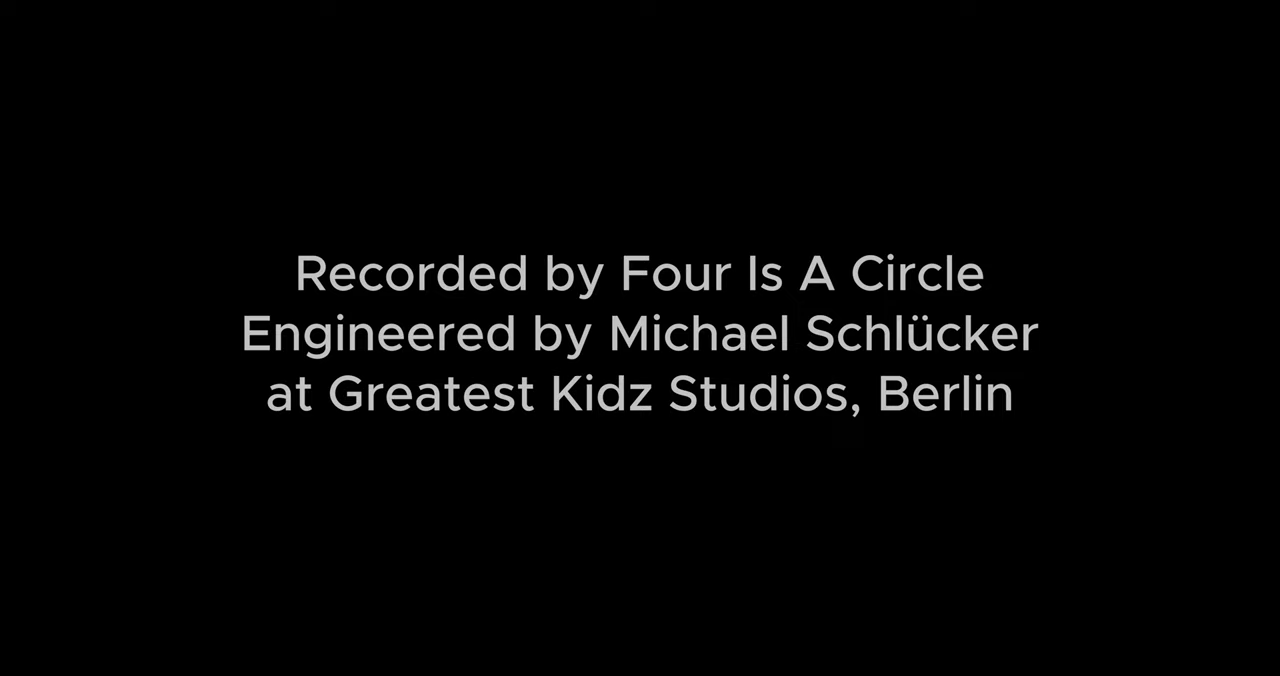 Recorded by Four Is A Circle
Engineered by Michael Schlücker
at Greatest Kidz Studios, Berlin